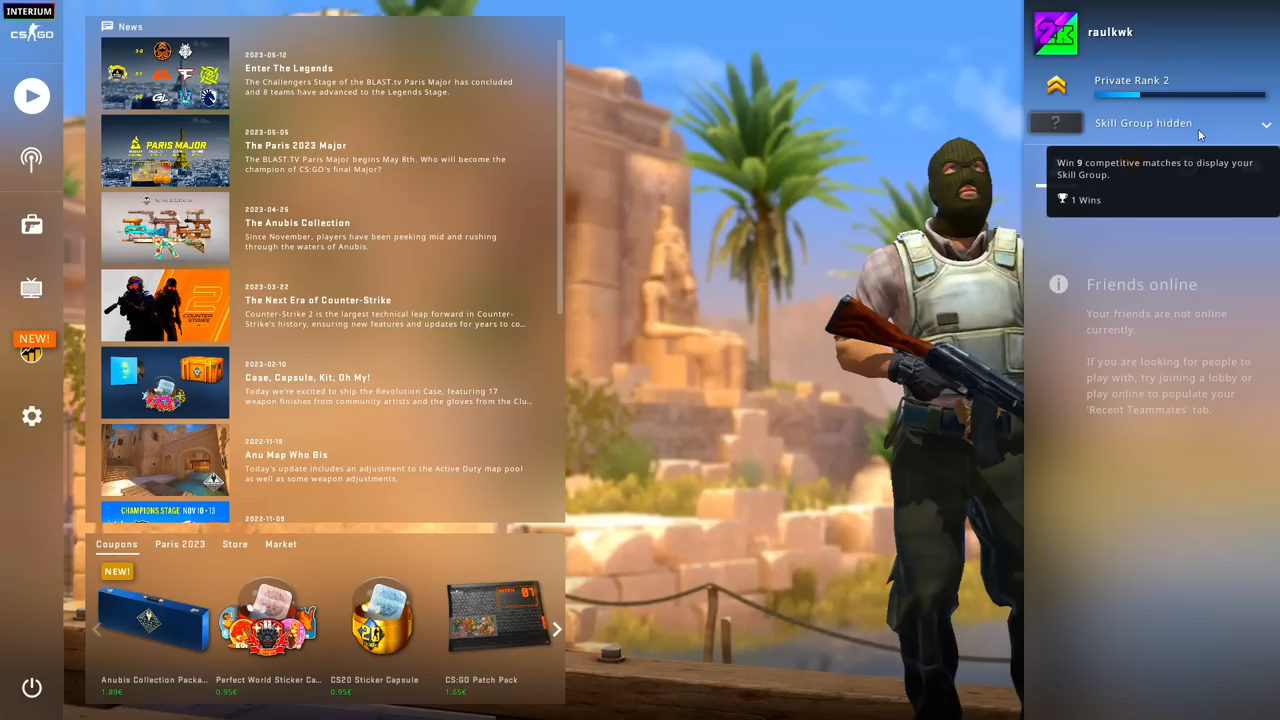 INTERIUM
CS:GO
NEW!
News
2023-05-12
Enter The Legends
The Challengers Stage of the BLAST.tv Paris Major has concluded
and 8 teams have advanced to the Legends Stage.
PARIS MAJOR
2023-05-05
The Paris 2023 Major
The BLAST.TV Paris Major begins May 8th. Who will become the
champion of CS:GO's final Major?
2023-04-25
The Anubis Collection
Since November, players have been peeking mid and rushing
through the waters of Anubis.
COUNTER
STRIKE
2023-03-22
The Next Era of Counter-Strike
Counter-Strike 2 is the largest technical leap forward in Counter-
Strike's history, ensuring new features and updates for years to co...
2023-02-10
Case, Capsule, Kit, Oh My!
Today we're excited to ship the Revolution Case, featuring 17
weapon finishes from community artists and the gloves from the Clu...
2022-11-19
Anu Map Who Bis
Today's update includes an adjustment to the Active Duty map pool
as well as some weapon adjustments.
CHAMPIONS STAGE NOV 10-13
2022-11-09
Coupons Paris 2023 Store Market
NEW!
Anubis Collection Packa... Perfect World Sticker Ca... CS20 Sticker Capsule CS:GO Patch Pack
1.89€ 0.95€ 0.95€ 1.65€
2K
raulkwk
Private Rank 2
?
Skill Group hidden
Win 9 competitive matches to display your
Skill Group.
1 Wins
Friends online
Your friends are not online
currently.
If you are looking for people to
play with, try joining a lobby or
play online to populate your
'Recent Teammates' tab.